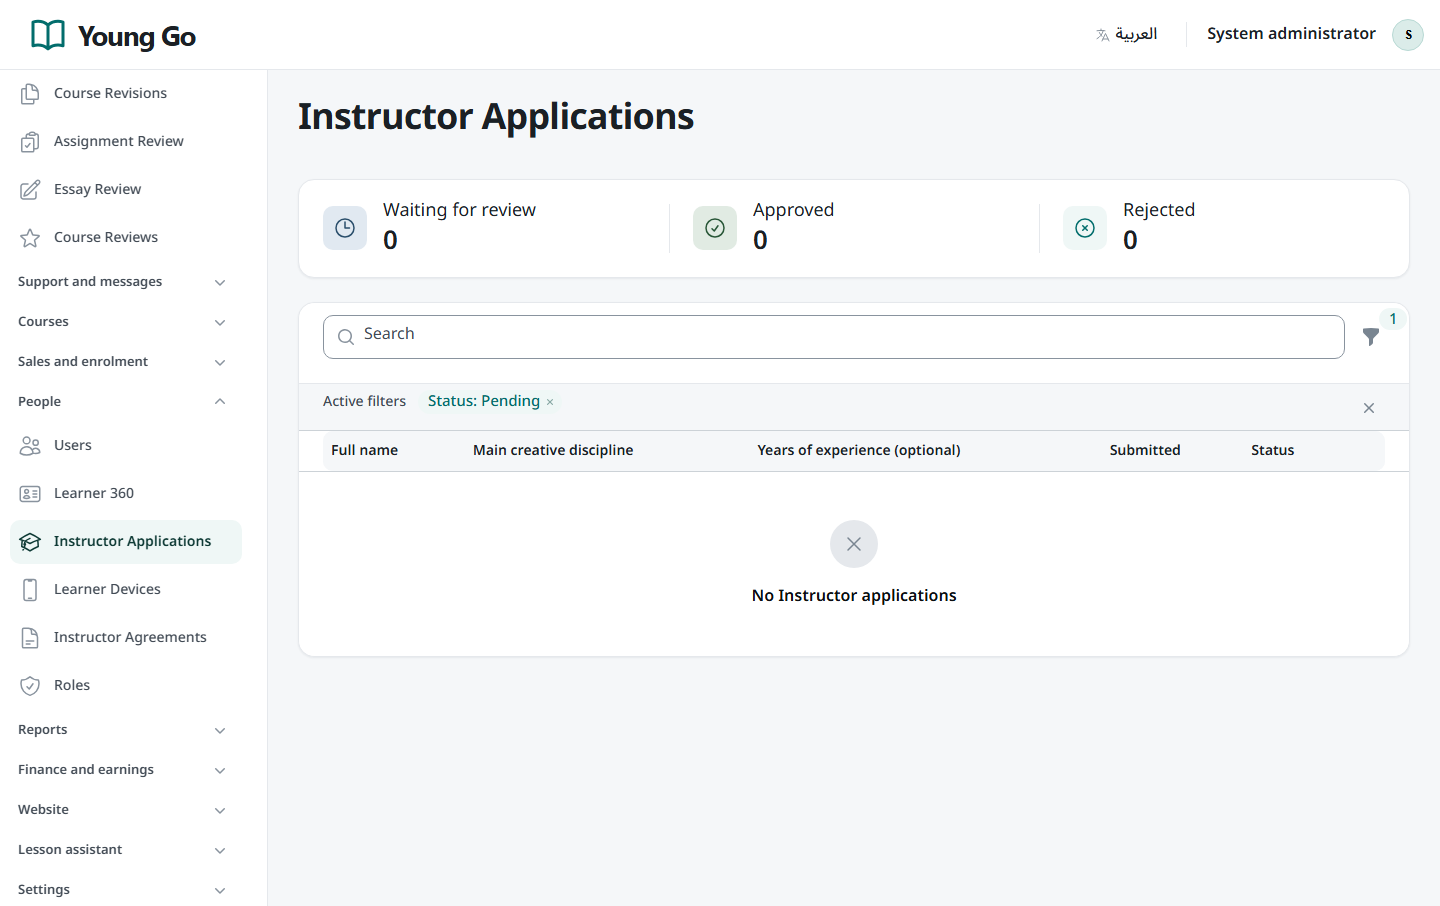 Young Go
العربية
System administrator
S
Course Revisions
Assignment Review
Essay Review
Course Reviews
Support and messages
Courses
Sales and enrolment
People
Users
Learner 360
Instructor Applications
Learner Devices
Instructor Agreements
Roles
Reports
Finance and earnings
Website
Lesson assistant
Settings
Instructor Applications
Waiting for review
0
Approved
0
Rejected
0
Search
1
Active filters
Status: Pending ×
Full name
Main creative discipline
Years of experience (optional)
Submitted
Status
No Instructor applications